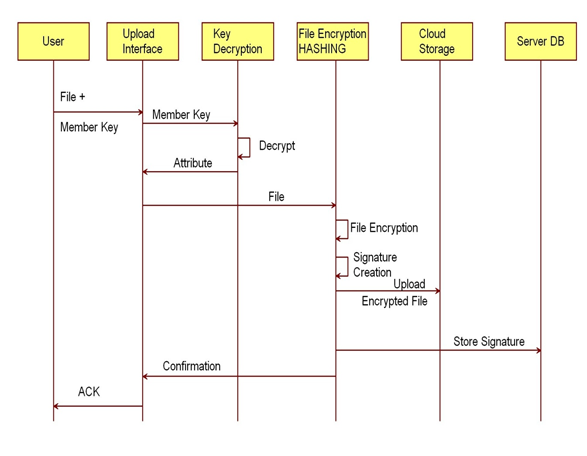 User
Upload
Interface
Key
Decryption
File Encryption
HASHING
Cloud
Storage
Server DB
File +
Member Key
Member Key
Decrypt
Attribute
File
File Encryption
Signature
Creation
Upload
Encrypted File
Store Signature
Confirmation
ACK